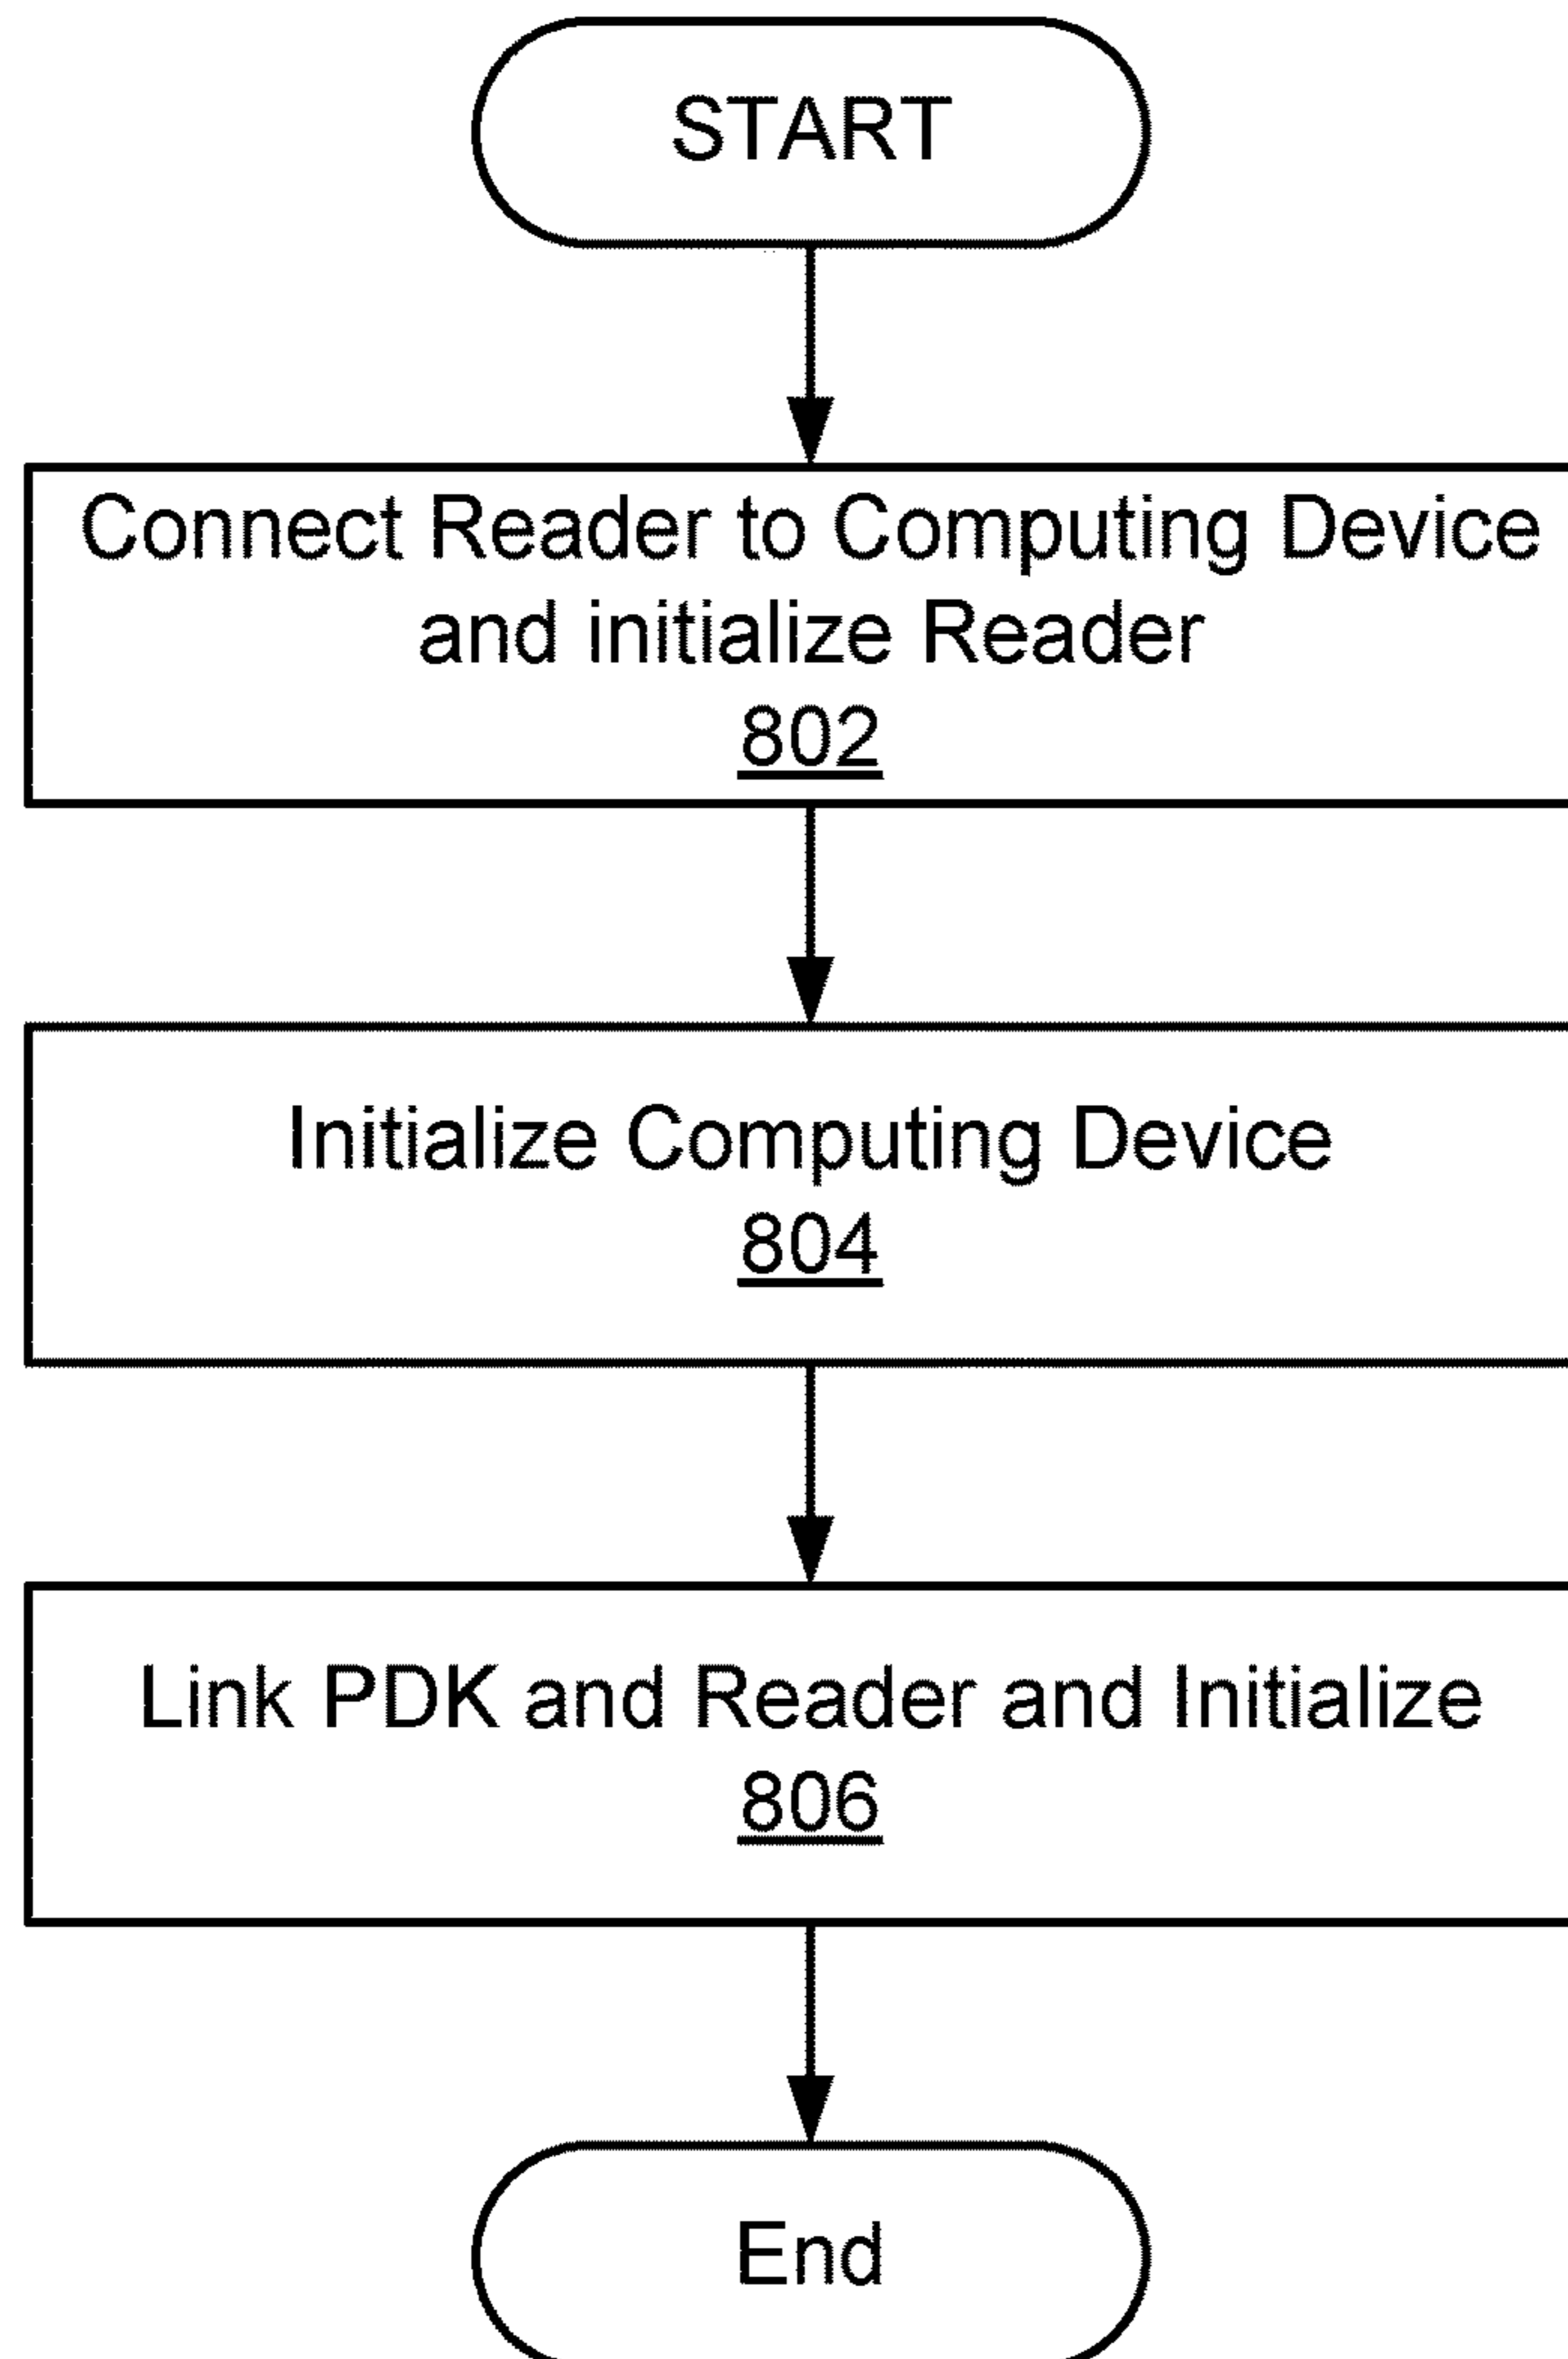 START
Connect Reader to Computing Device
and initialize Reader
802
Initialize Computing Device
804
Link PDK and Reader and Initialize
806
End